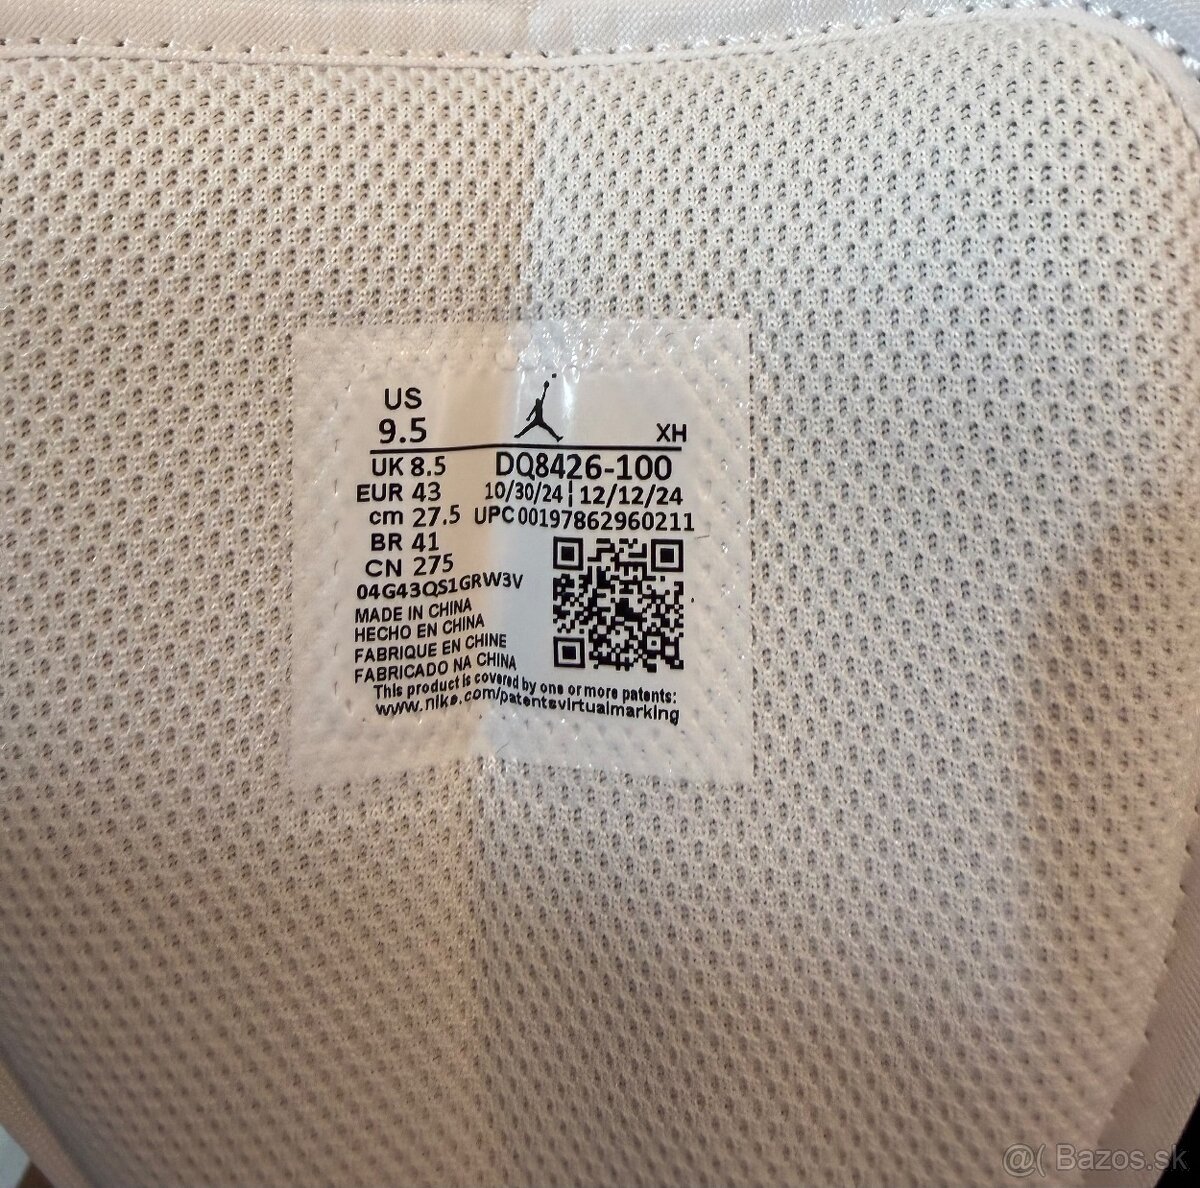 US
9.5
XH
UK 8.5
DQ8426-100
EUR 43
10/30/24 | 12/12/24
cm 27.5
UPC 00197862960211
BR 41
CN 275
04G43QS1GRW3V
MADE IN CHINA
HECHO EN CHINA
FABRIQUE EN CHINE
FABRICADO NA CHINA
This product is covered by one or more patents:
www.nike.com/patentsvirtualmarking
@( Bazos.sk